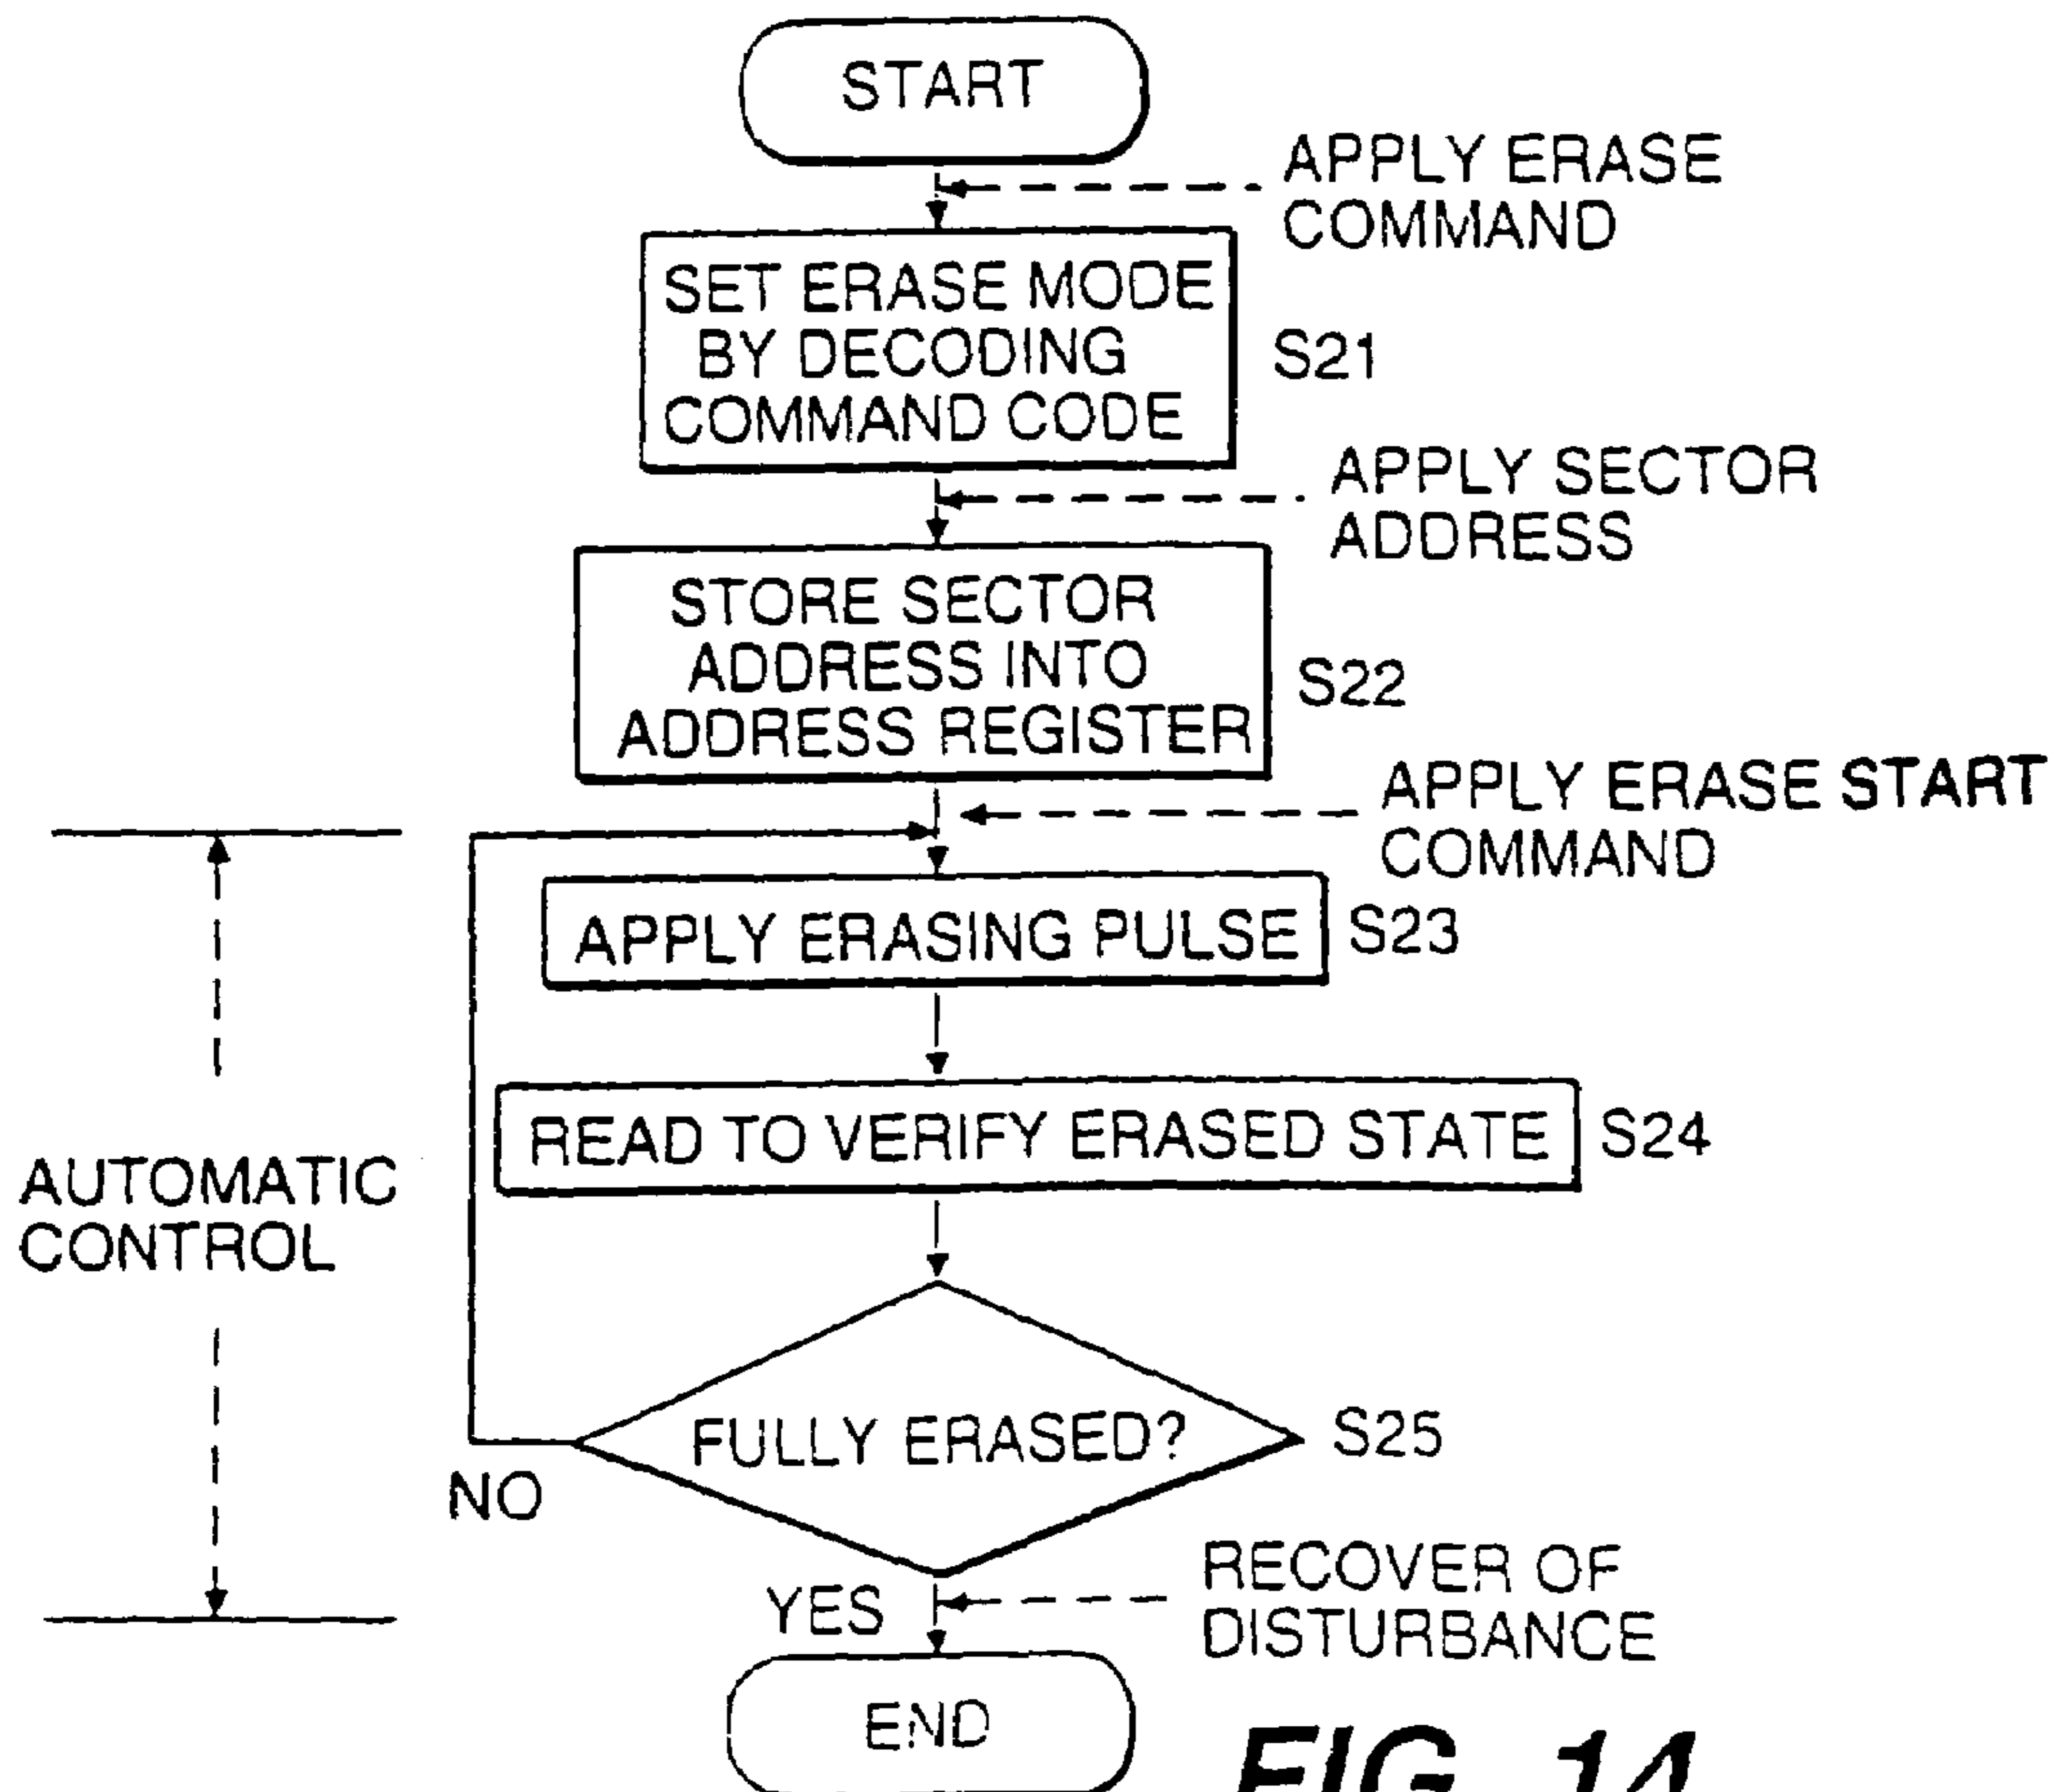 START
APPLY ERASE
COMMAND
SET ERASE MODE
BY DECODING
COMMAND CODE
S21
APPLY SECTOR
ADDRESS
STORE SECTOR
ADDRESS INTO
ADDRESS REGISTER
S22
APPLY ERASE START
COMMAND
APPLY ERASING PULSE
S23
READ TO VERIFY ERASED STATE
S24
AUTOMATIC
CONTROL
FULLY ERASED?
S25
NO
YES
RECOVER OF
DISTURBANCE
END
FIG. 14